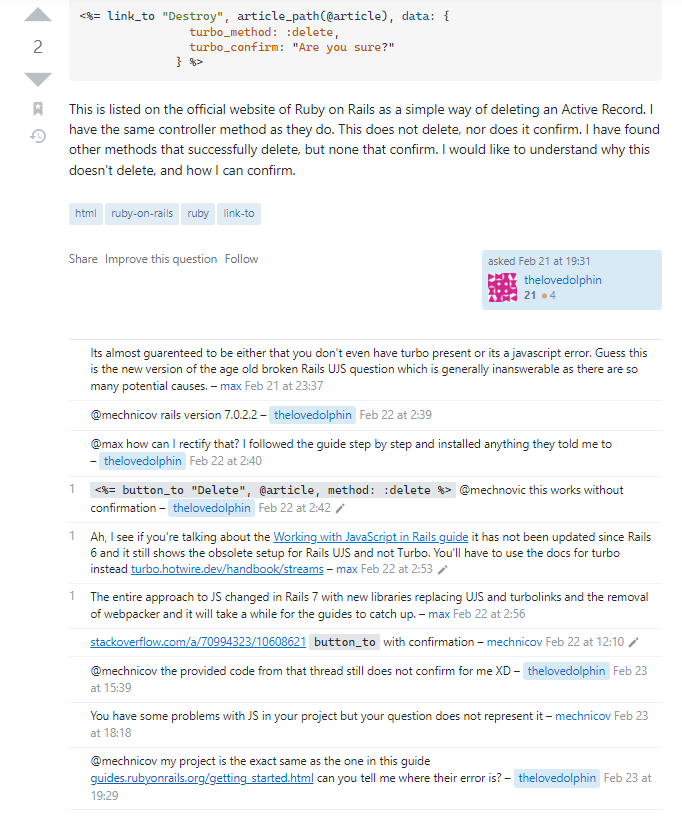 <%= link_to "Destroy", article_path(@article), data: {
turbo_method: :delete,
turbo_confirm: "Are you sure?"
} %>
2
This is listed on the official website of Ruby on Rails as a simple way of deleting an Active Record. I
have the same controller method as they do. This does not delete, nor does it confirm. I have found
other methods that successfully delete, but none that confirm. I would like to understand why this
doesn't delete, and how I can confirm.
html ruby-on-rails ruby link-to
Share Improve this question Follow
asked Feb 21 at 19:31
thelovedolphin
21 4
Its almost guarenteed to be either that you don't even have turbo present or its a javascript error. Guess this
is the new version of the age old broken Rails UJS question which is generally inanswerable as there are so
many potential causes. – max Feb 21 at 23:37
@mechnicov rails version 7.0.2.2 – thelovedolphin Feb 22 at 2:39
@max how can I rectify that? I followed the guide step by step and installed anything they told me to
– thelovedolphin Feb 22 at 2:40
1 <%= button_to "Delete", @article, method: :delete %> @mechnovic this works without
confirmation – thelovedolphin Feb 22 at 2:42
1 Ah, I see if you're talking about the Working with JavaScript in Rails guide it has not been updated since Rails
6 and it still shows the obsolete setup for Rails UJS and not Turbo. You'll have to use the docs for turbo
instead turbo.hotwire.dev/handbook/streams – max Feb 22 at 2:53
1 The entire approach to JS changed in Rails 7 with new libraries replacing UJS and turbolinks and the removal
of webpacker and it will take a while for the guides to catch up. – max Feb 22 at 2:56
stackoverflow.com/a/70994323/10608621 button_to with confirmation – mechnicov Feb 22 at 12:10
@mechnicov the provided code from that thread still does not confirm for me XD – thelovedolphin Feb 23
at 15:39
You have some problems with JS in your project but your question does not represent it – mechnicov Feb 23
at 18:18
@mechnicov my project is the exact same as the one in this guide
guides.rubyonrails.org/getting_started.html can you tell me where their error is? – thelovedolphin Feb 23 at
19:29